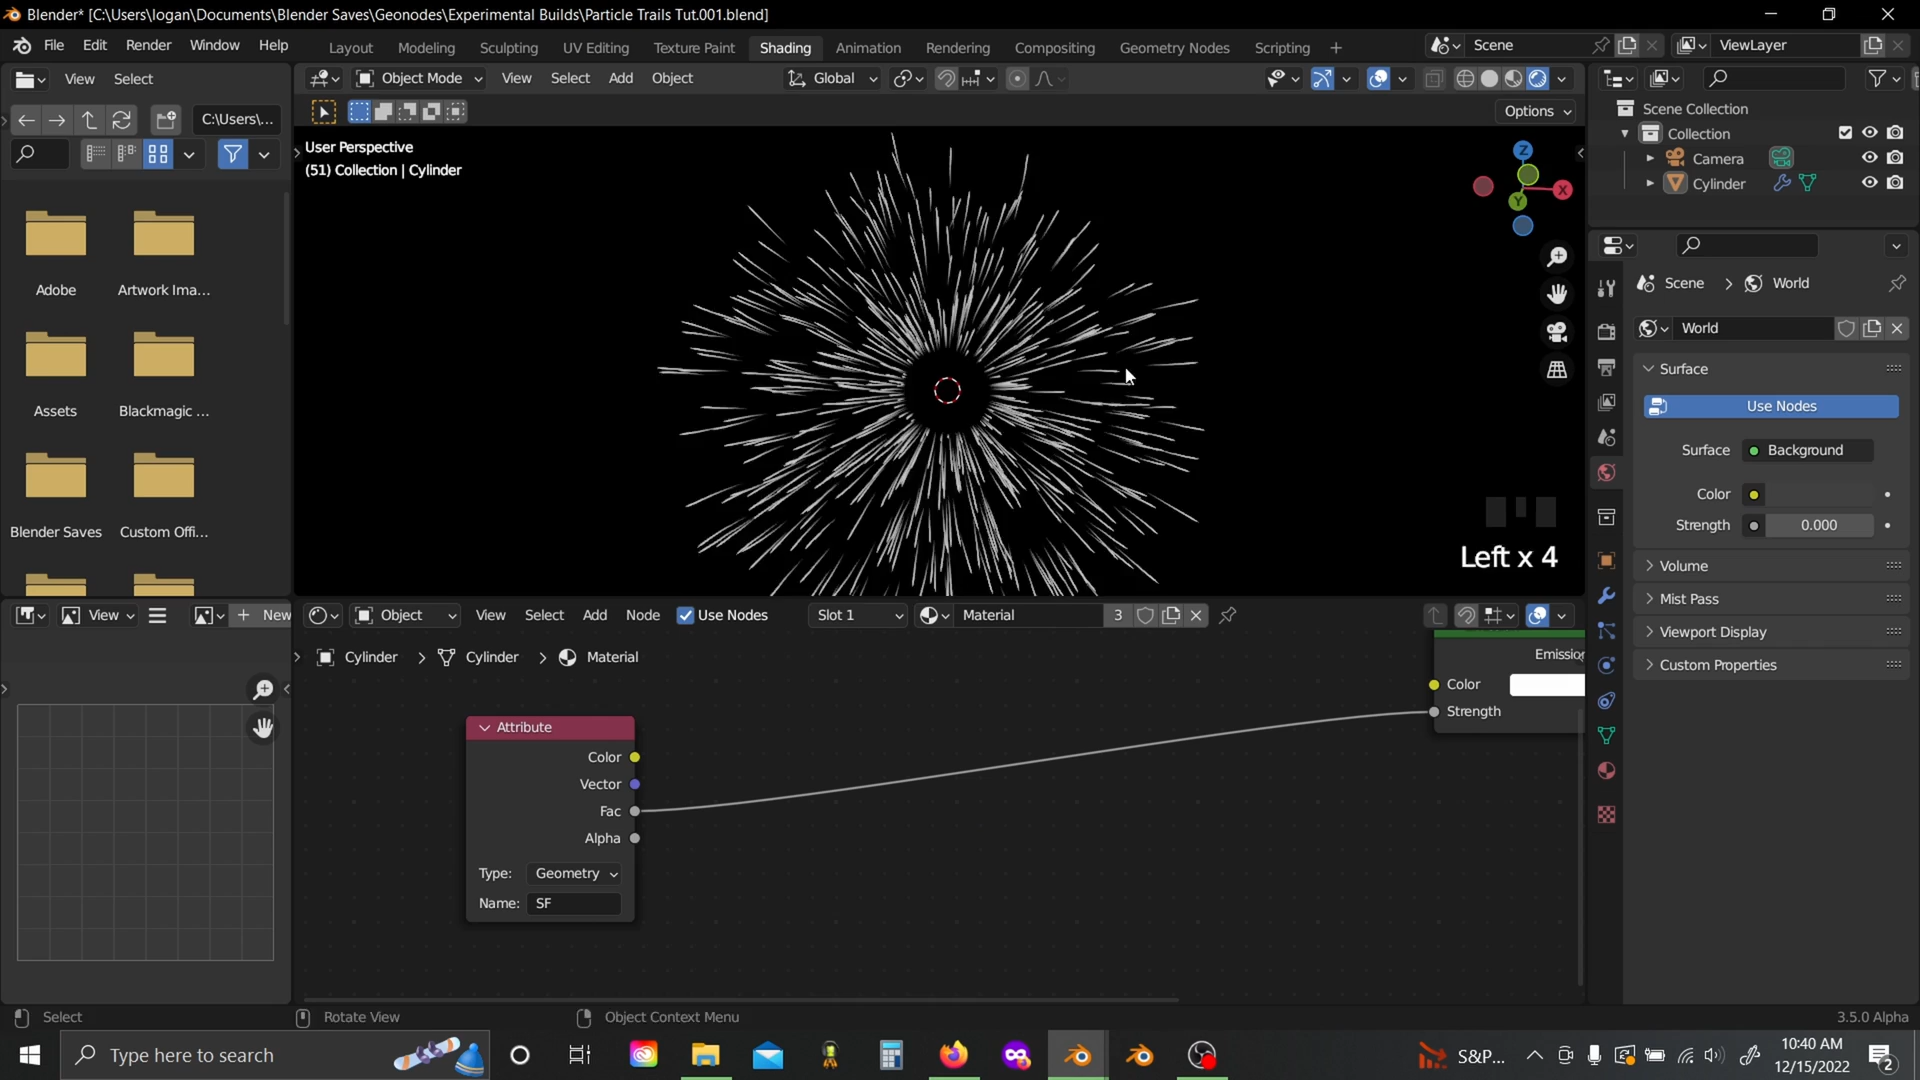 Blender* [C:\Users\logan\Documents\Blender Saves\Geonodes\Experimental Builds\Particle Trails Tut.001.blend]
File Edit Render Window Help Layout Modeling Sculpting UV Editing Texture Paint Shading Animation Rendering Compositing Geometry Nodes Scripting + Scene ViewLayer
View Select Object Mode View Select Add Object Global
C:\Users\... Options
User Perspective
(51) Collection | Cylinder
Z
X
Y
Scene Collection
Collection
Camera
Cylinder
Adobe Artwork Ima...
Assets Blackmagic ...
Blender Saves Custom Offi...
Scene > World
World
Surface
Use Nodes
Surface Background
Color
Strength 0.000
Volume
Mist Pass
Viewport Display
Custom Properties
Left x 4
View + New Object View Select Add Node Use Nodes Slot 1 Material 3
Cylinder > Cylinder > Material
Emission
Color
Strength
Attribute
Color
Vector
Fac
Alpha
Type: Geometry
Name: SF
Select Rotate View Object Context Menu 3.5.0 Alpha
Type here to search S&P... 10:40 AM
12/15/2022 2